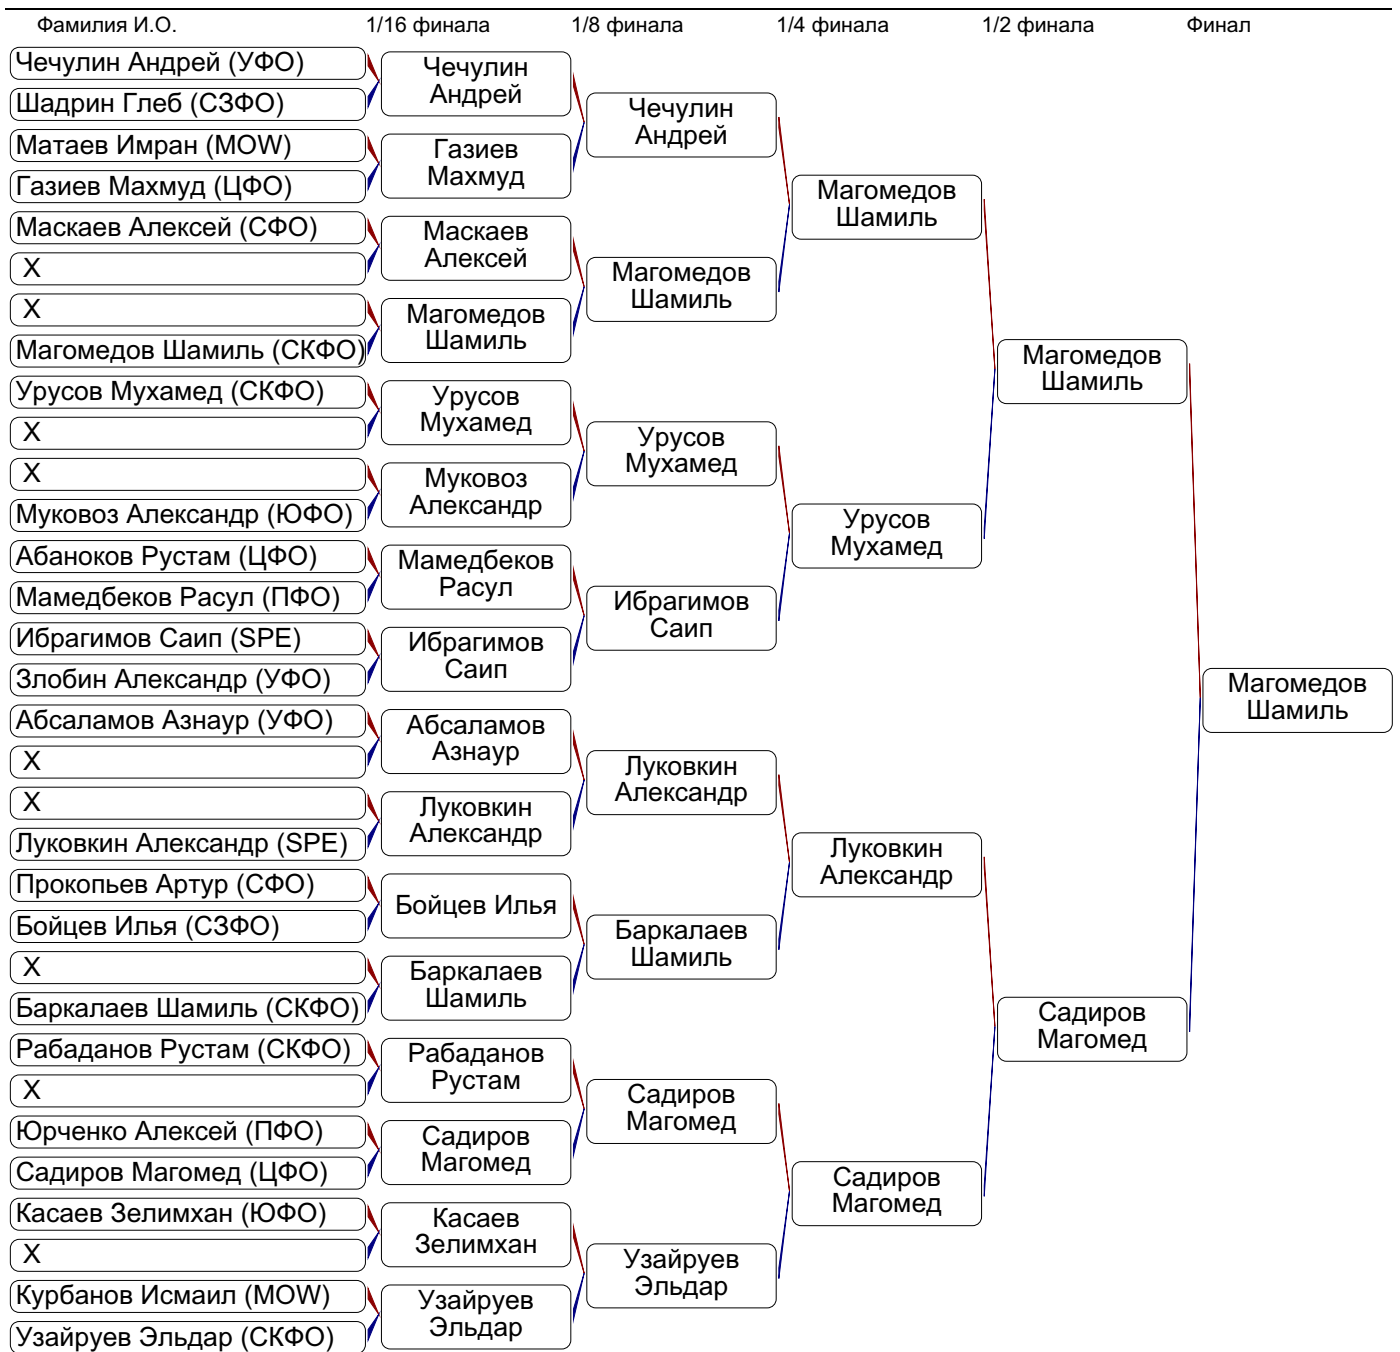 Фамилия И.О. 1/16 финала 1/8 финала 1/4 финала 1/2 финала Финал
Чечулин Андрей (УФО)
Шадрин Глеб (СЗФО)
Матаев Имран (MOW)
Газиев Махмуд (ЦФО)
Маскаев Алексей (СФО)
X
X
Магомедов Шамиль (СКФО)
Урусов Мухамед (СКФО)
X
X
Муковоз Александр (ЮФО)
Абаноков Рустам (ЦФО)
Мамедбеков Расул (ПФО)
Ибрагимов Саип (SPE)
Злобин Александр (УФО)
Абсаламов Азнаур (УФО)
X
X
Луковкин Александр (SPE)
Прокопьев Артур (СФО)
Бойцев Илья (СЗФО)
X
Баркалаев Шамиль (СКФО)
Рабаданов Рустам (СКФО)
X
Юрченко Алексей (ПФО)
Садиров Магомед (ЦФО)
Касаев Зелимхан (ЮФО)
X
Курбанов Исмаил (MOW)
Узайруев Эльдар (СКФО)
Чечулин
Андрей
Газиев
Махмуд
Маскаев
Алексей
Магомедов
Шамиль
Урусов
Мухамед
Муковоз
Александр
Мамедбеков
Расул
Ибрагимов
Саип
Абсаламов
Азнаур
Луковкин
Александр
Бойцев Илья
Баркалаев
Шамиль
Рабаданов
Рустам
Садиров
Магомед
Касаев
Зелимхан
Узайруев
Эльдар
Чечулин
Андрей
Магомедов
Шамиль
Урусов
Мухамед
Ибрагимов
Саип
Луковкин
Александр
Баркалаев
Шамиль
Садиров
Магомед
Узайруев
Эльдар
Магомедов
Шамиль
Урусов
Мухамед
Луковкин
Александр
Садиров
Магомед
Магомедов
Шамиль
Садиров
Магомед
Магомедов
Шамиль